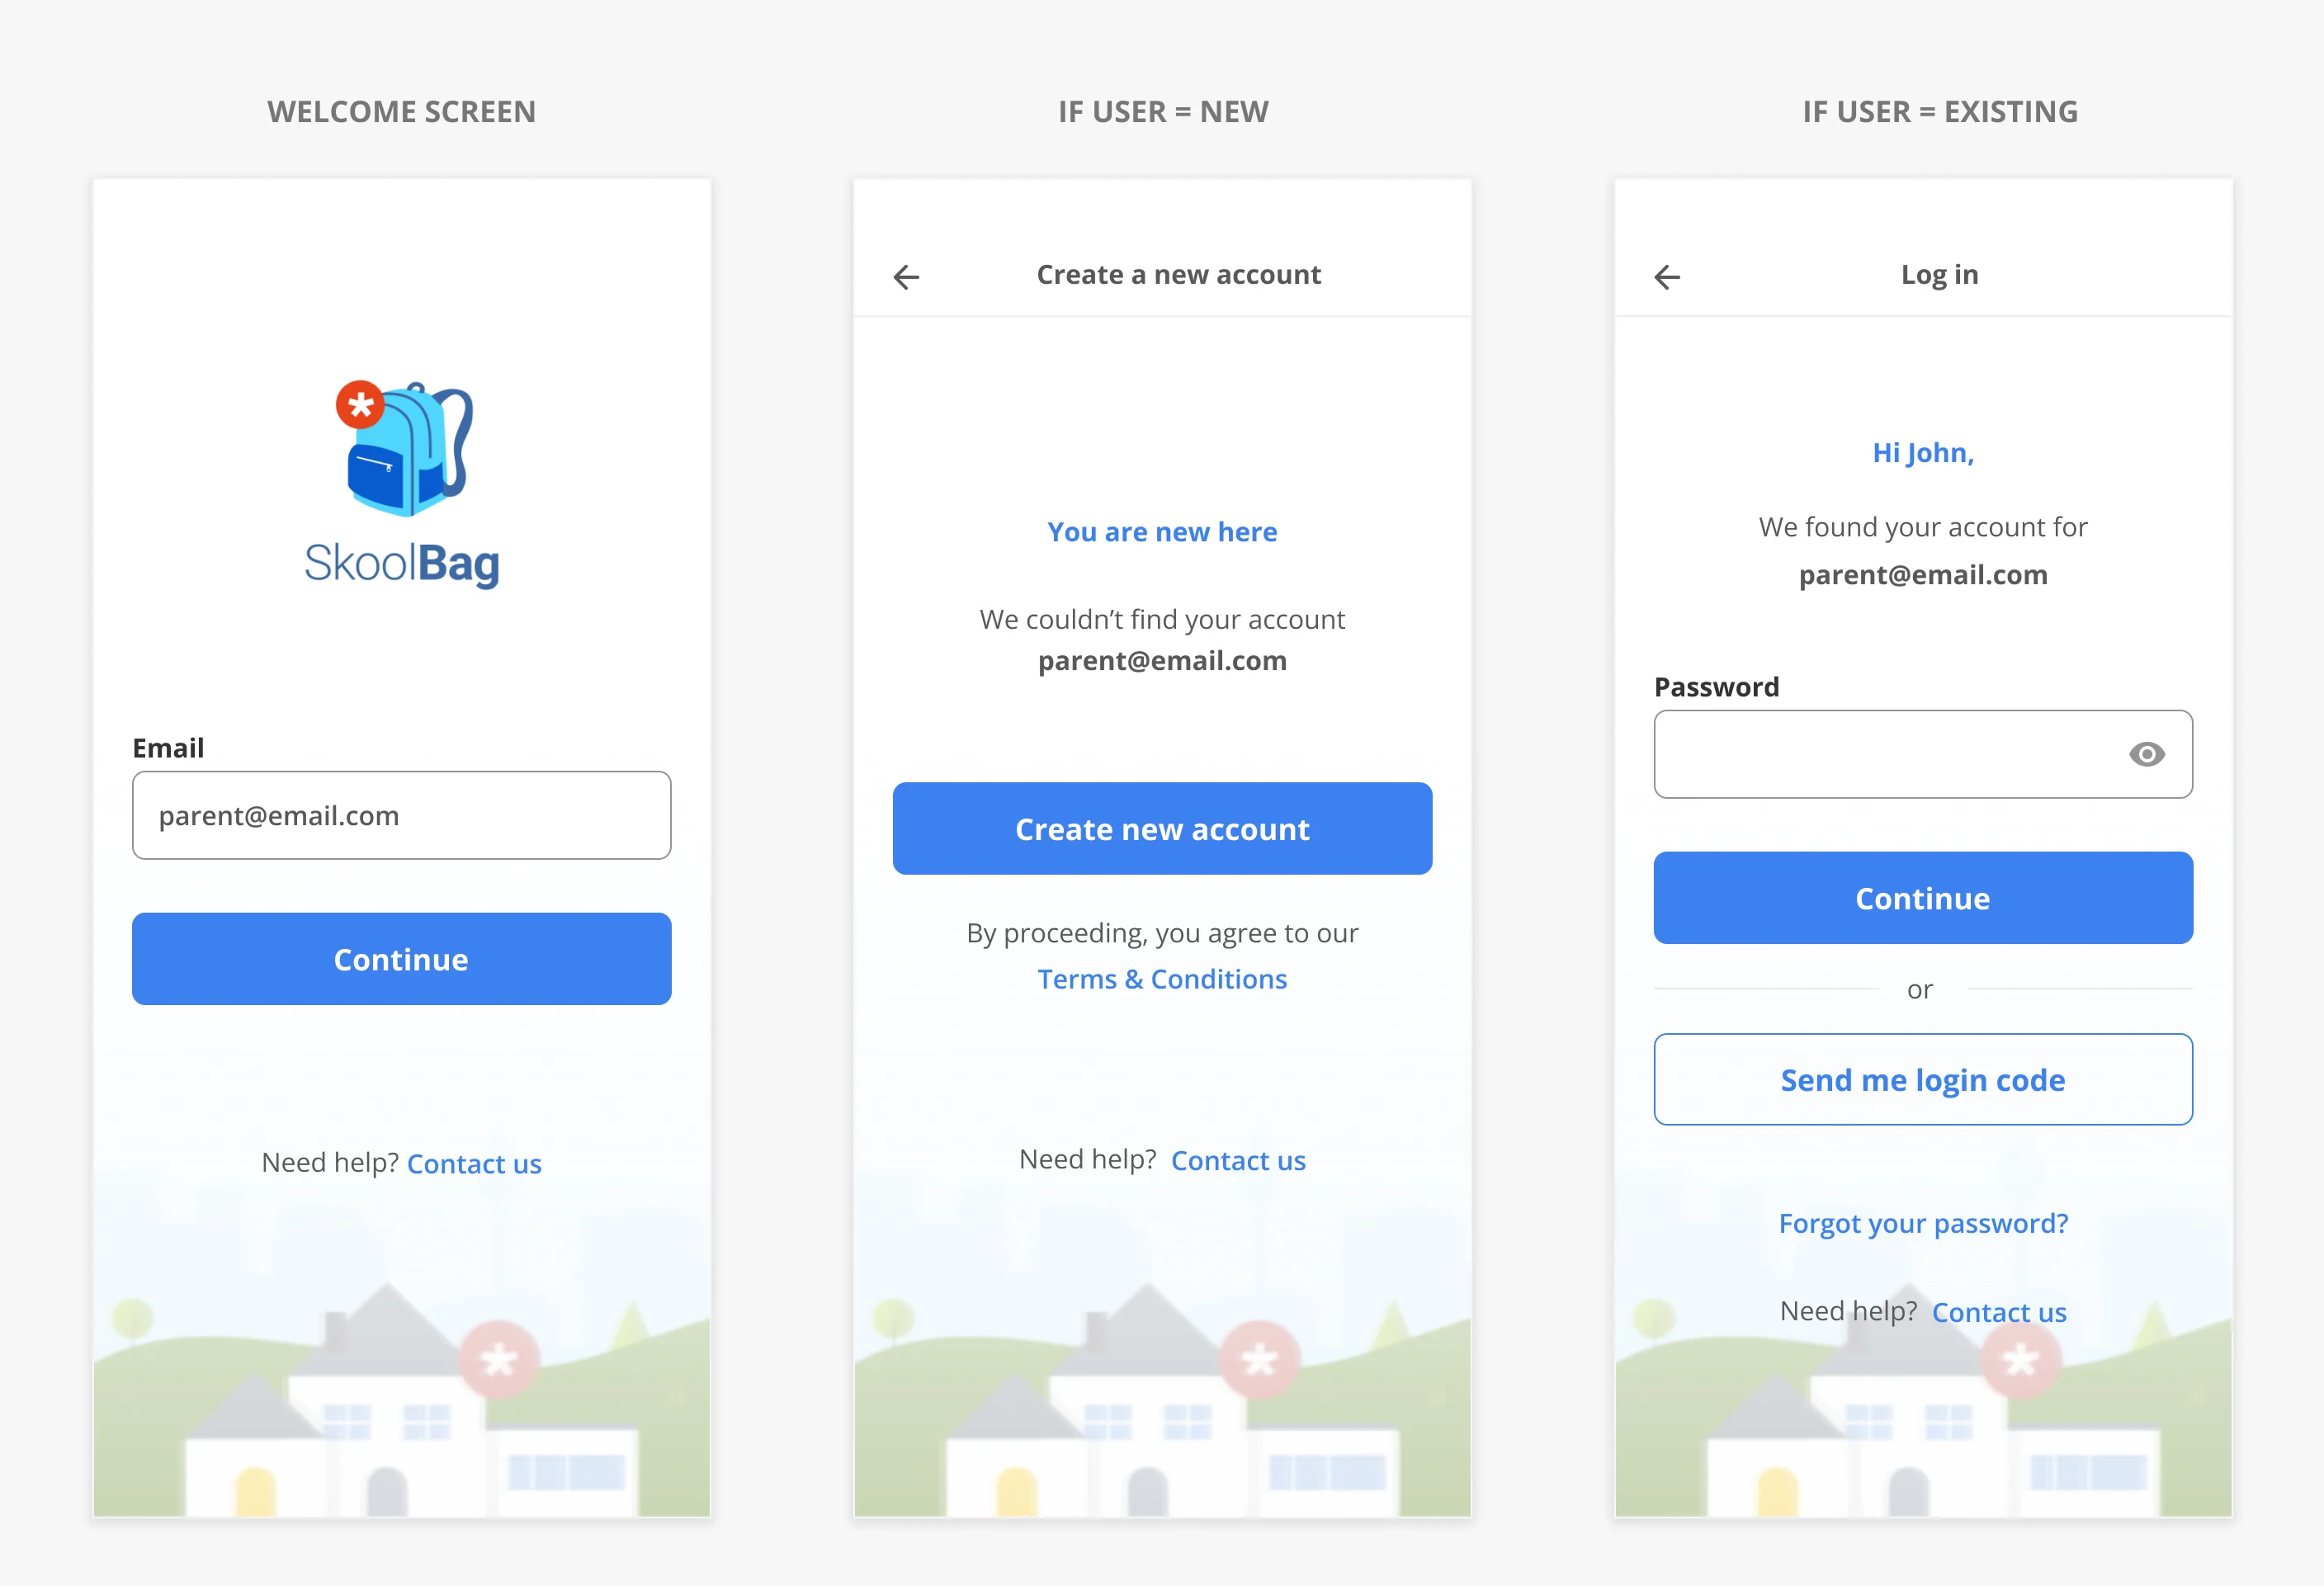 WELCOME SCREEN
SkoolBag
Email
parent@email.com
Continue
Need help? Contact us
IF USER = NEW
Create a new account
You are new here
We couldn’t find your account
parent@email.com
Create new account
By proceeding, you agree to our
Terms & Conditions
Need help? Contact us
IF USER = EXISTING
Log in
Hi John,
We found your account for
parent@email.com
Password
Continue
or
Send me login code
Forgot your password?
Need help? Contact us